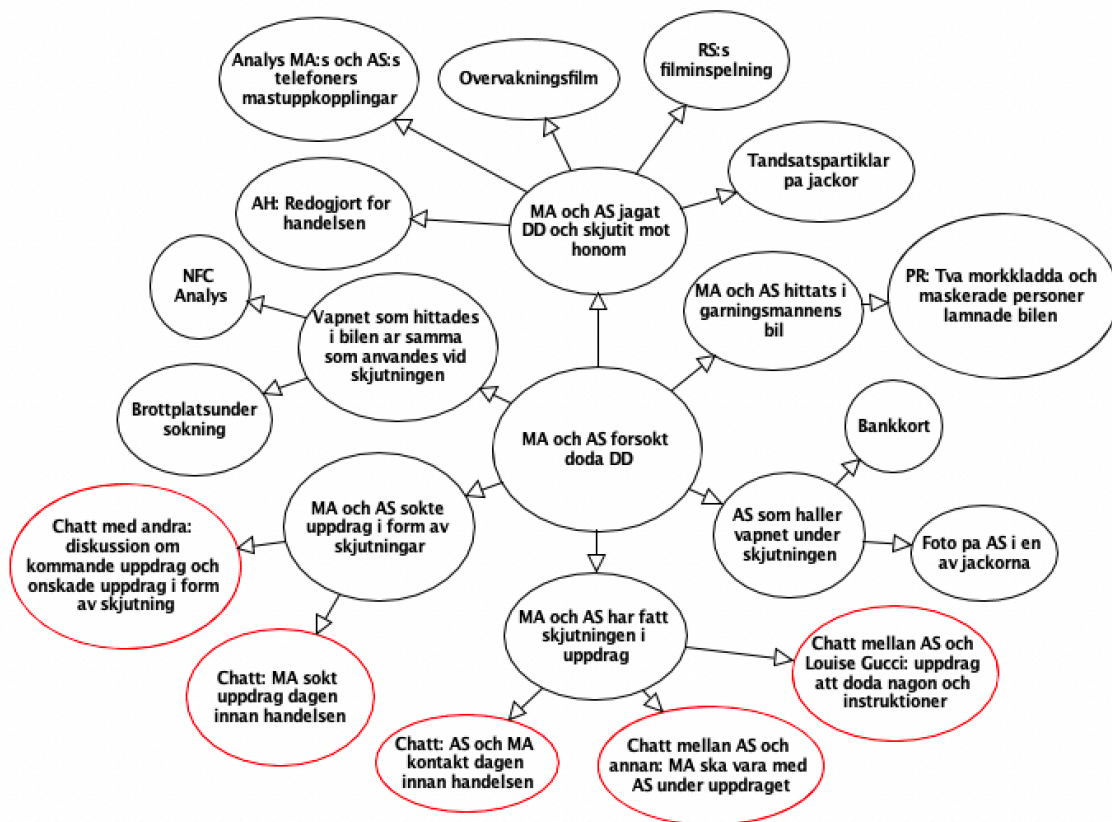 Analys MA:s och AS:s
telefoners
mastuppkopplingar
Overvakningsfilm
RS:s
filminspelning
Tandsatspartiklar
pa jackor
AH: Redogjort for
handelsen
MA och AS jagat
DD och skjutit mot
honom
NFC
Analys
Vapnet som hittades
i bilen ar samma
som anvandes vid
skjutningen
MA och AS hittats i
garningsmannens
bil
PR: Tva morkkladda och
maskerade personer
lamnade bilen
Brottplatsunder
sokning
MA och AS forsokt
doda DD
Bankkort
MA och AS sokte
uppdrag i form av
skjutningar
AS som haller
vapnet under
skjutningen
Chatt med andra:
diskussion om
kommande uppdrag och
onskade uppdrag i form
av skjutning
Foto pa AS i en
av jackorna
MA och AS har fatt
skjutningen i
uppdrag
Chatt: MA sokt
uppdrag dagen
innan handelsen
Chatt mellan AS och
Louise Gucci: uppdrag
att doda nagon och
instruktioner
Chatt: AS och MA
kontakt dagen
innan handelsen
Chatt mellan AS och
annan: MA ska vara med
AS under uppdraget